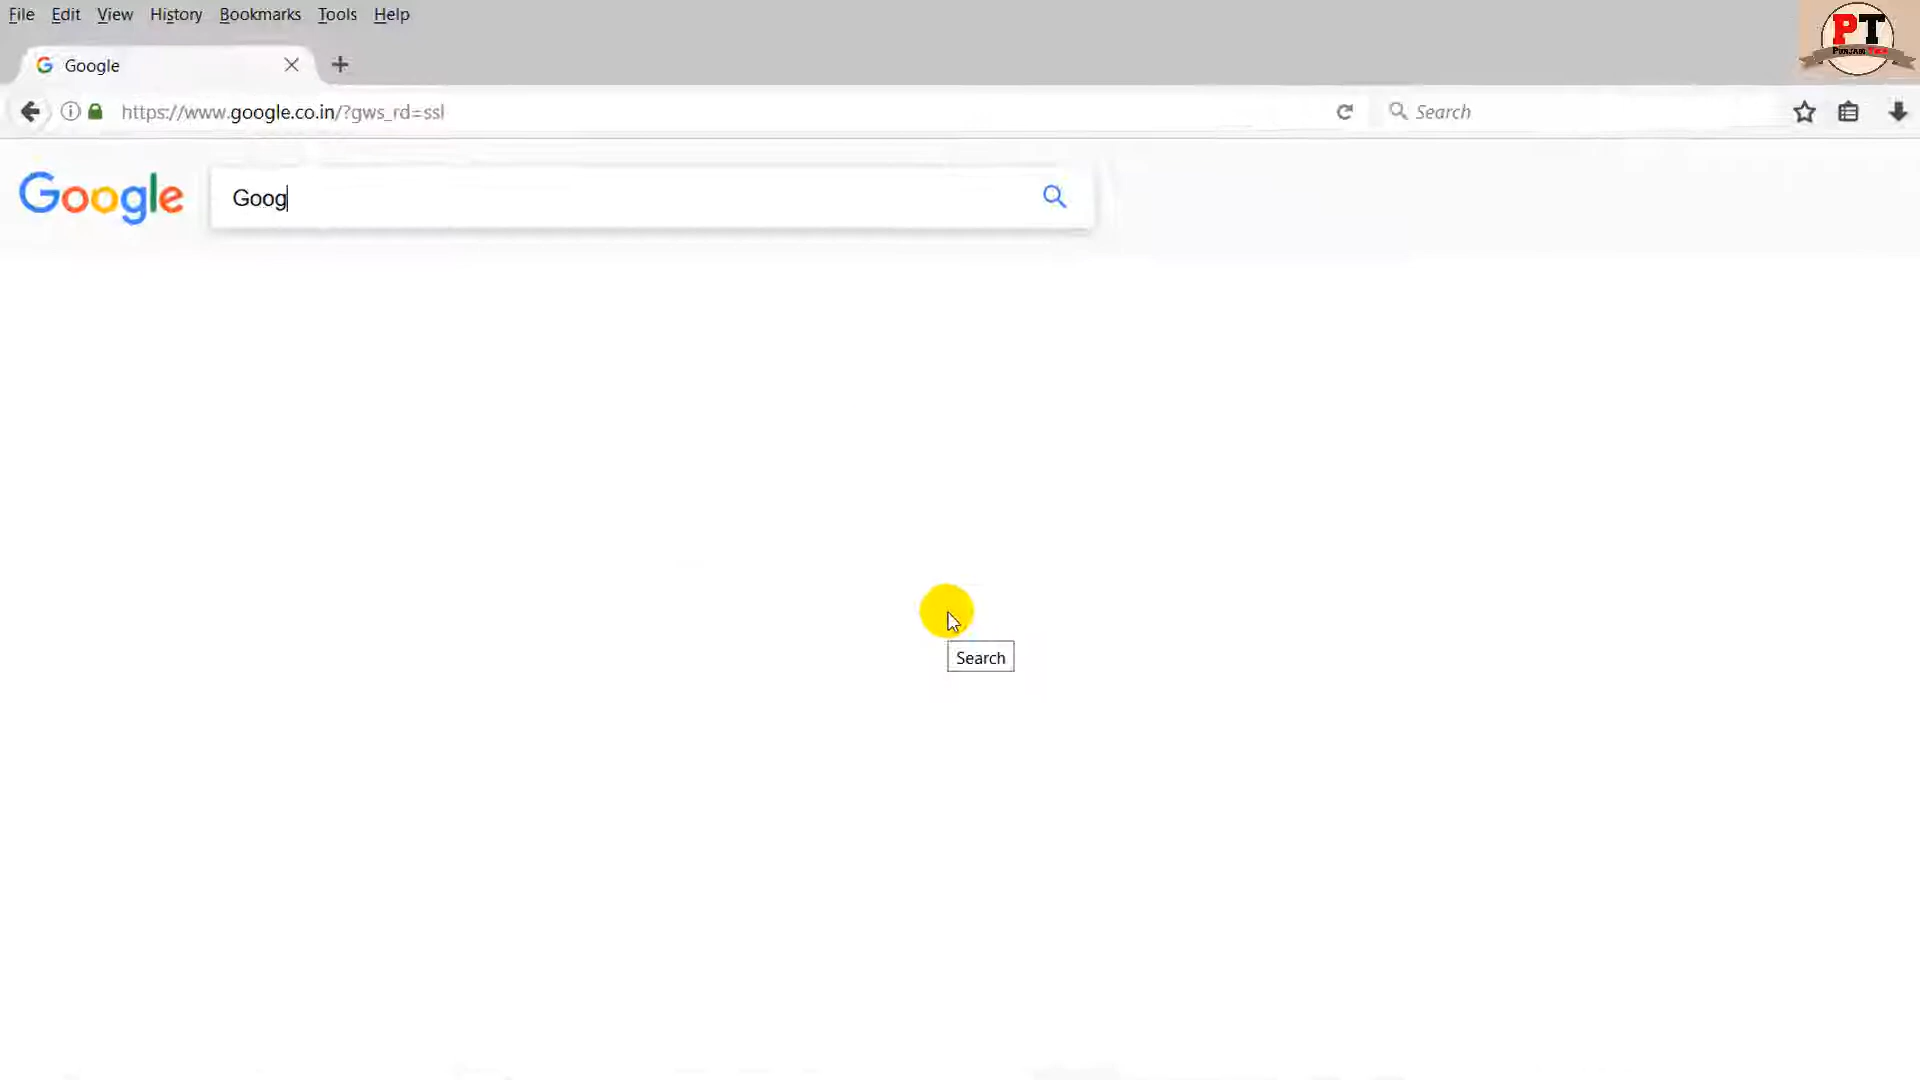 File Edit View History Bookmarks Tools Help
PT
Google
https://www.google.co.in/?gws_rd=ssl
Search
Google
Goog
Search